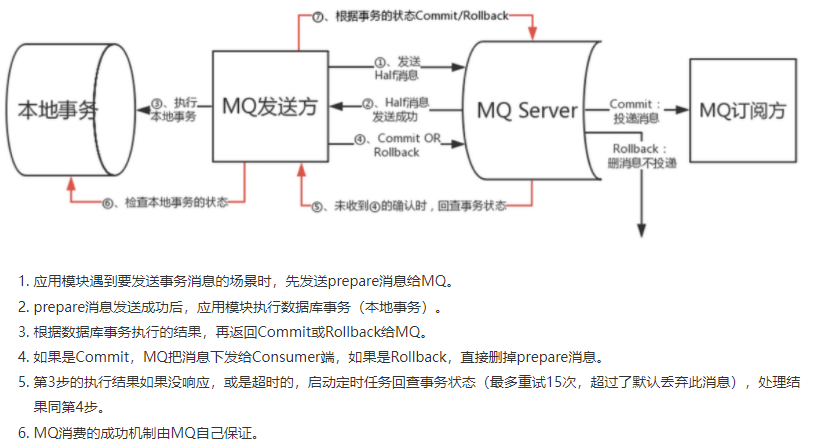 ⑦、根据事务的状态Commit/Rollback
本地事务
③、执行
本地事务
MQ发送方
①、发送
Half消息
②、Half消息
发送成功
④、Commit OR
Rollback
MQ Server
Commit：
投递消息
Rollback：
删消息不投递
MQ订阅方
⑥、检查本地事务的状态
⑤、未收到④的确认时，回查事务状态
1. 应用模块遇到要发送事务消息的场景时，先发送prepare消息给MQ。
2. prepare消息发送成功后，应用模块执行数据库事务（本地事务）。
3. 根据数据库事务执行的结果，再返回Commit或Rollback给MQ。
4. 如果是Commit，MQ把消息下发给Consumer端，如果是Rollback，直接删掉prepare消息。
5. 第3步的执行结果如果没响应，或是超时的，启动定时任务回查事务状态（最多重试15次，超过了默认丢弃此消息），处理结
果同第4步。
6. MQ消费的成功机制由MQ自己保证。